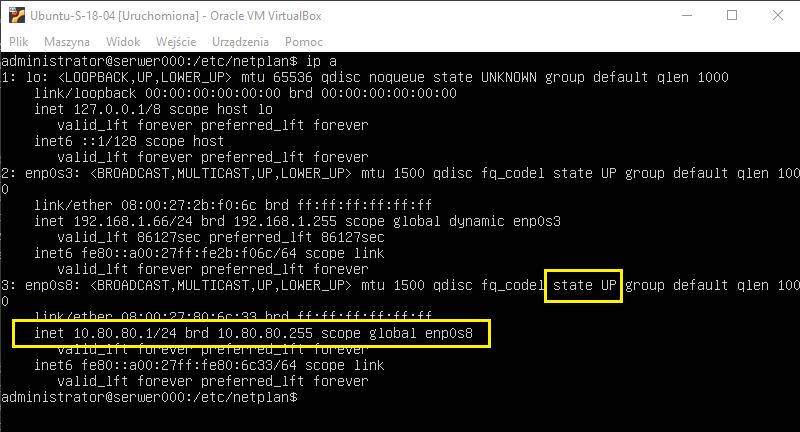 Ubuntu-S-18-04 [Uruchomiona] - Oracle VM VirtualBox
Plik Maszyna Widok Wejście Urządzenia Pomoc
administrator@serwer000:/etc/netplan$ ip a
1: lo: <LOOPBACK,UP,LOWER_UP> mtu 65536 qdisc noqueue state UNKNOWN group default qlen 1000
    link/loopback 00:00:00:00:00:00 brd 00:00:00:00:00:00
    inet 127.0.0.1/8 scope host lo
       valid_lft forever preferred_lft forever
    inet6 ::1/128 scope host
       valid_lft forever preferred_lft forever
2: enp0s3: <BROADCAST,MULTICAST,UP,LOWER_UP> mtu 1500 qdisc fq_codel state UP group default qlen 100
0
    link/ether 08:00:27:2b:f0:6c brd ff:ff:ff:ff:ff:ff
    inet 192.168.1.66/24 brd 192.168.1.255 scope global dynamic enp0s3
       valid_lft 86127sec preferred_lft 86127sec
    inet6 fe80::a00:27ff:fe2b:f06c/64 scope link
       valid_lft forever preferred_lft forever
3: enp0s8: <BROADCAST,MULTICAST,UP,LOWER_UP> mtu 1500 qdisc fq_codel state UP group default qlen 100
0
    link/ether 08:00:27:80:6c:33 brd ff:ff:ff:ff:ff:ff
    inet 10.80.80.1/24 brd 10.80.80.255 scope global enp0s8
       valid_lft forever preferred_lft forever
    inet6 fe80::a00:27ff:fe80:6c33/64 scope link
       valid_lft forever preferred_lft forever
administrator@serwer000:/etc/netplan$